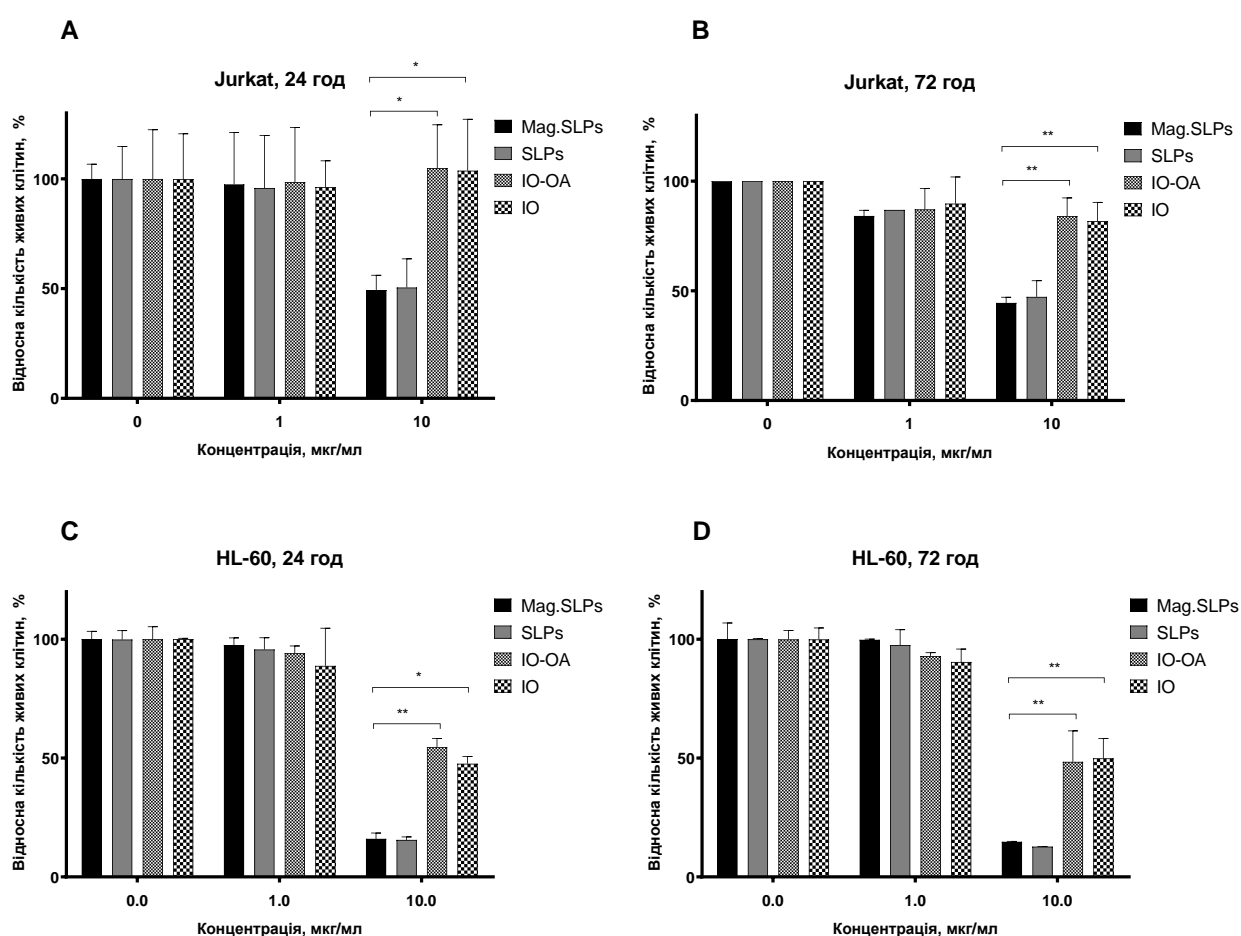 A
Jurkat, 24 год
Відносна кількість живих клітин, %
100
50
0
*
*
Mag.SLPs
SLPs
IO-OA
IO
0
1
10
Концентрація, мкг/мл
B
Jurkat, 72 год
Відносна кількість живих клітин, %
100
50
0
**
**
Mag.SLPs
SLPs
IO-OA
IO
0
1
10
Концентрація, мкг/мл
C
HL-60, 24 год
Відносна кількість живих клітин, %
100
50
0
*
**
Mag.SLPs
SLPs
IO-OA
IO
0.0
1.0
10.0
Концентрація, мкг/мл
D
HL-60, 72 год
Відносна кількість живих клітин, %
100
50
0
**
**
Mag.SLPs
SLPs
IO-OA
IO
0.0
1.0
10.0
Концентрація, мкг/мл